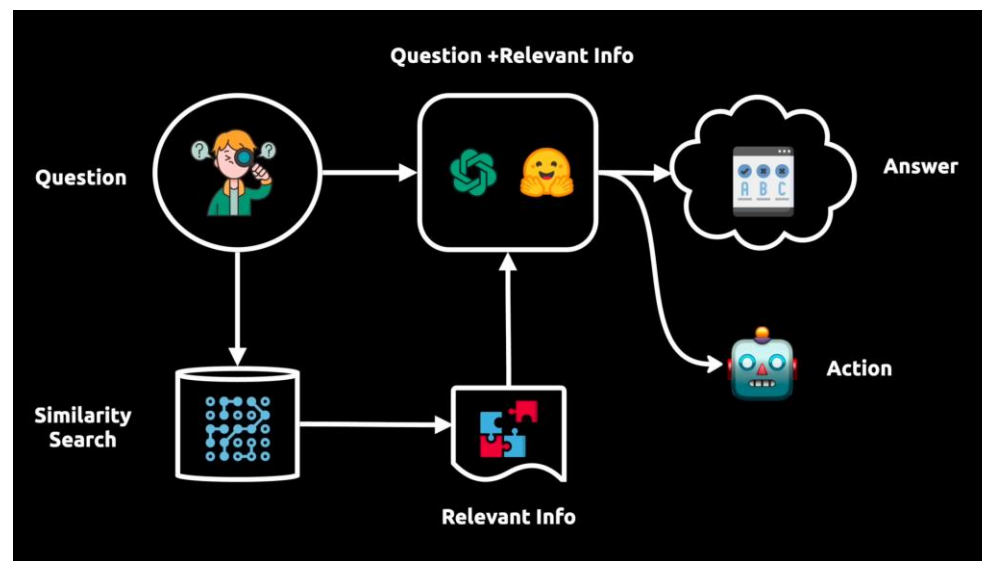 Question +Relevant Info
Question
Answer
? ?
A B C
Action
Similarity
Search
Relevant Info